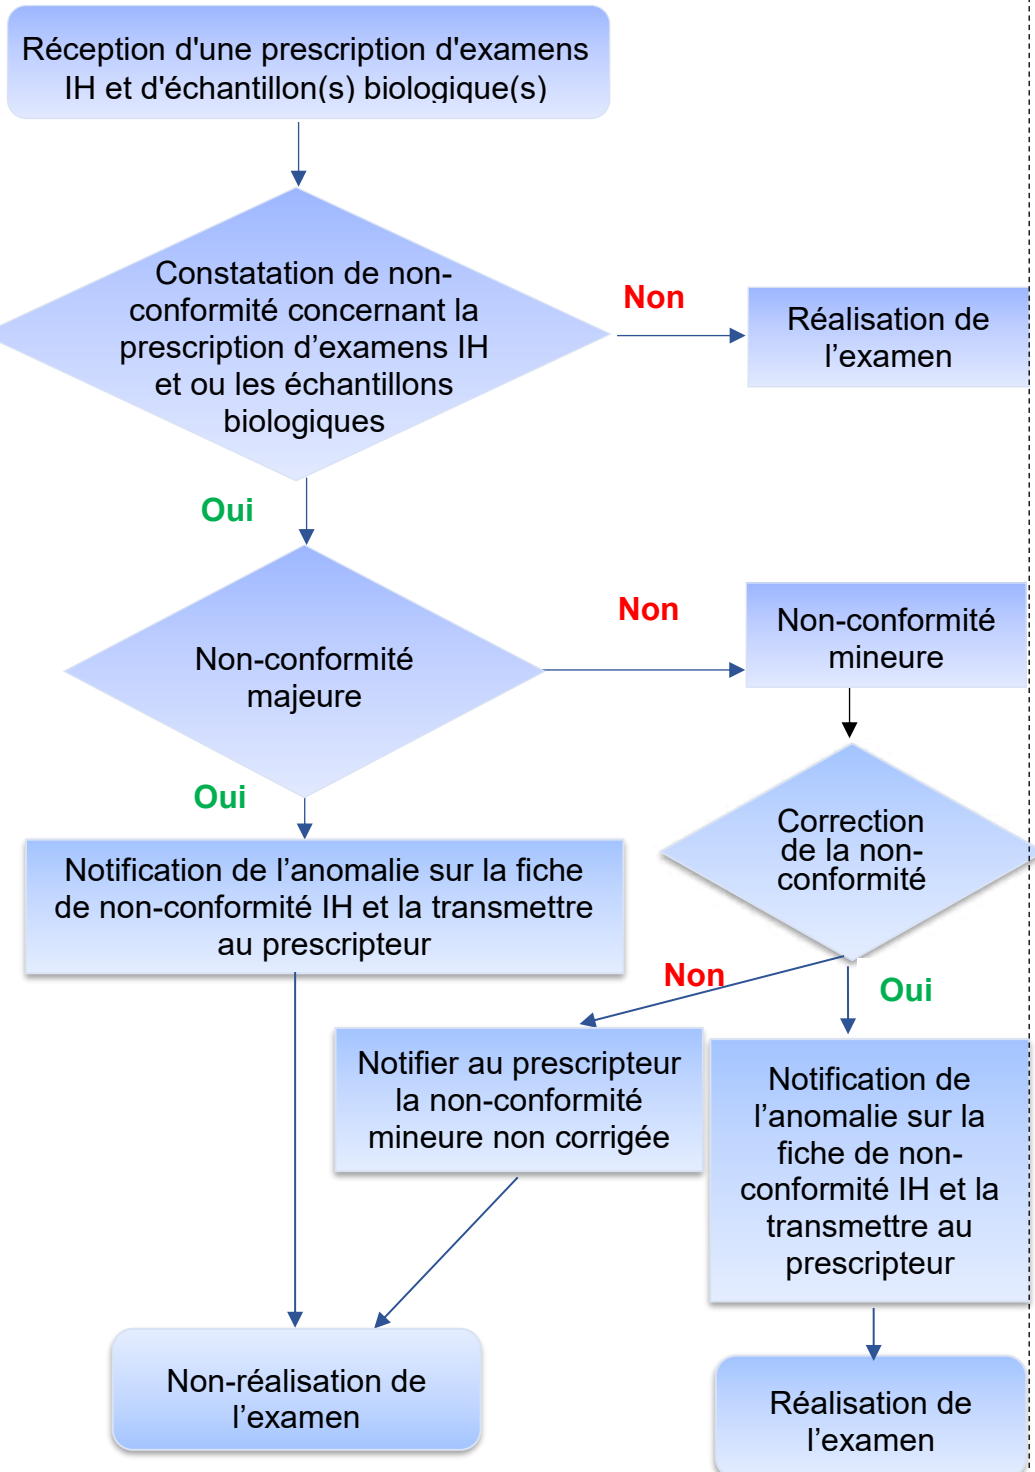 Réception d'une prescription d'examens
IH et d'échantillon(s) biologique(s)
Constatation de non-
conformité concernant la
prescription d’examens IH
et ou les échantillons
biologiques
Non
Réalisation de
l’examen
Oui
Non-conformité
majeure
Non
Non-conformité
mineure
Oui
Correction
de la non-
conformité
Notification de l’anomalie sur la fiche
de non-conformité IH et la transmettre
au prescripteur
Non
Oui
Notifier au prescripteur
la non-conformité
mineure non corrigée
Notification de
l’anomalie sur la
fiche de non-
conformité IH et la
transmettre au
prescripteur
Non-réalisation de
l’examen
Réalisation de
l’examen